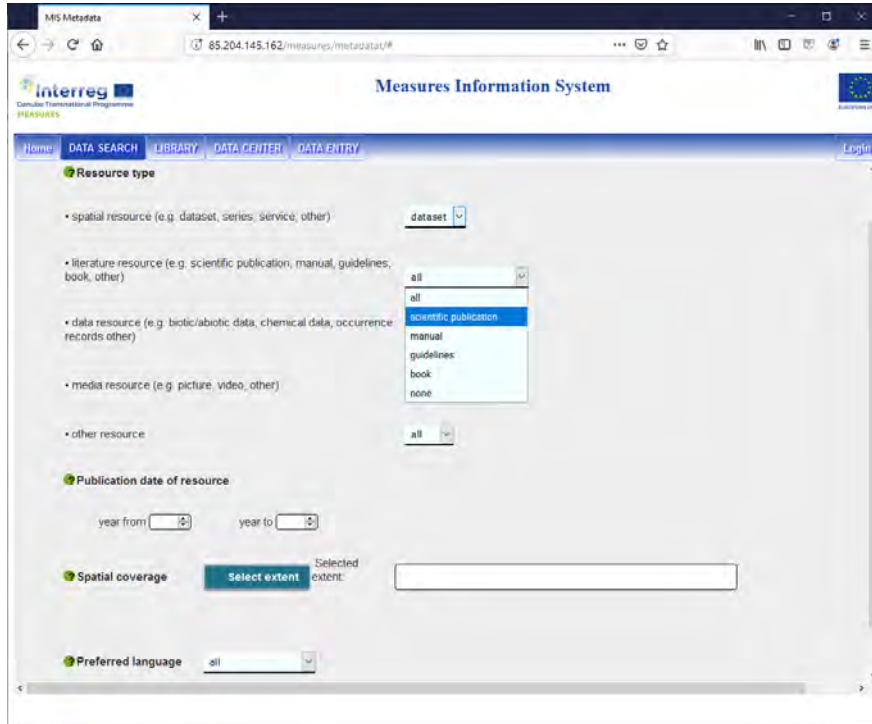 MIS Metadata
85.204.145.162/measures/metadatat/#
Interreg
Danube Transnational Programme
MEASURES
Measures Information System
Home DATA SEARCH LIBRARY DATA CENTER DATA ENTRY Login
Resource type
• spatial resource (e.g. dataset, series, service, other) dataset
• literature resource (e.g. scientific publication, manual, guidelines,
book, other) all
all
scientific publication
manual
guidelines
book
none
• data resource (e.g. biotic/abiotic data, chemical data, occurrence
records other)
• media resource (e.g. picture, video, other)
• other resource all
Publication date of resource
year from year to
Spatial coverage Select extent Selected
extent:
Preferred language all